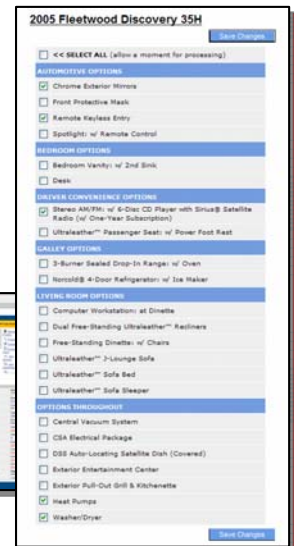 2005 Fleetwood Discovery 35H
Save Changes
<< SELECT ALL (allow a moment for processing)
AUTOMOTIVE OPTIONS
Chrome Exterior Mirrors
Front Protective Mask
Remote Keyless Entry
Spotlight: w/ Remote Control
BEDROOM OPTIONS
Bedroom Vanity: w/ 2nd Sink
Desk
DRIVER CONVENIENCE OPTIONS
Stereo AM/FM: w/ 6-Disc CD Player with Sirius® Satellite
Radio (w/ One-Year Subscription)
Ultraleather™ Passenger Seat: w/ Power Foot Rest
GALLEY OPTIONS
3-Burner Sealed Drop-In Range: w/ Oven
Norcold® 4-Door Refrigerator: w/ Ice Maker
LIVING ROOM OPTIONS
Computer Workstation: at Dinette
Dual Free-Standing Ultraleather™ Recliners
Free-Standing Dinette: w/ Chairs
Ultraleather™ J-Lounge Sofa
Ultraleather™ Sofa Bed
Ultraleather™ Sofa Sleeper
OPTIONS THROUGHOUT
Central Vacuum System
CSA Electrical Package
DSS Auto-Locating Satellite Dish (Covered)
Exterior Entertainment Center
Exterior Pull-Out Grill & Kitchenette
Heat Pumps
Washer/Dryer
Save Changes